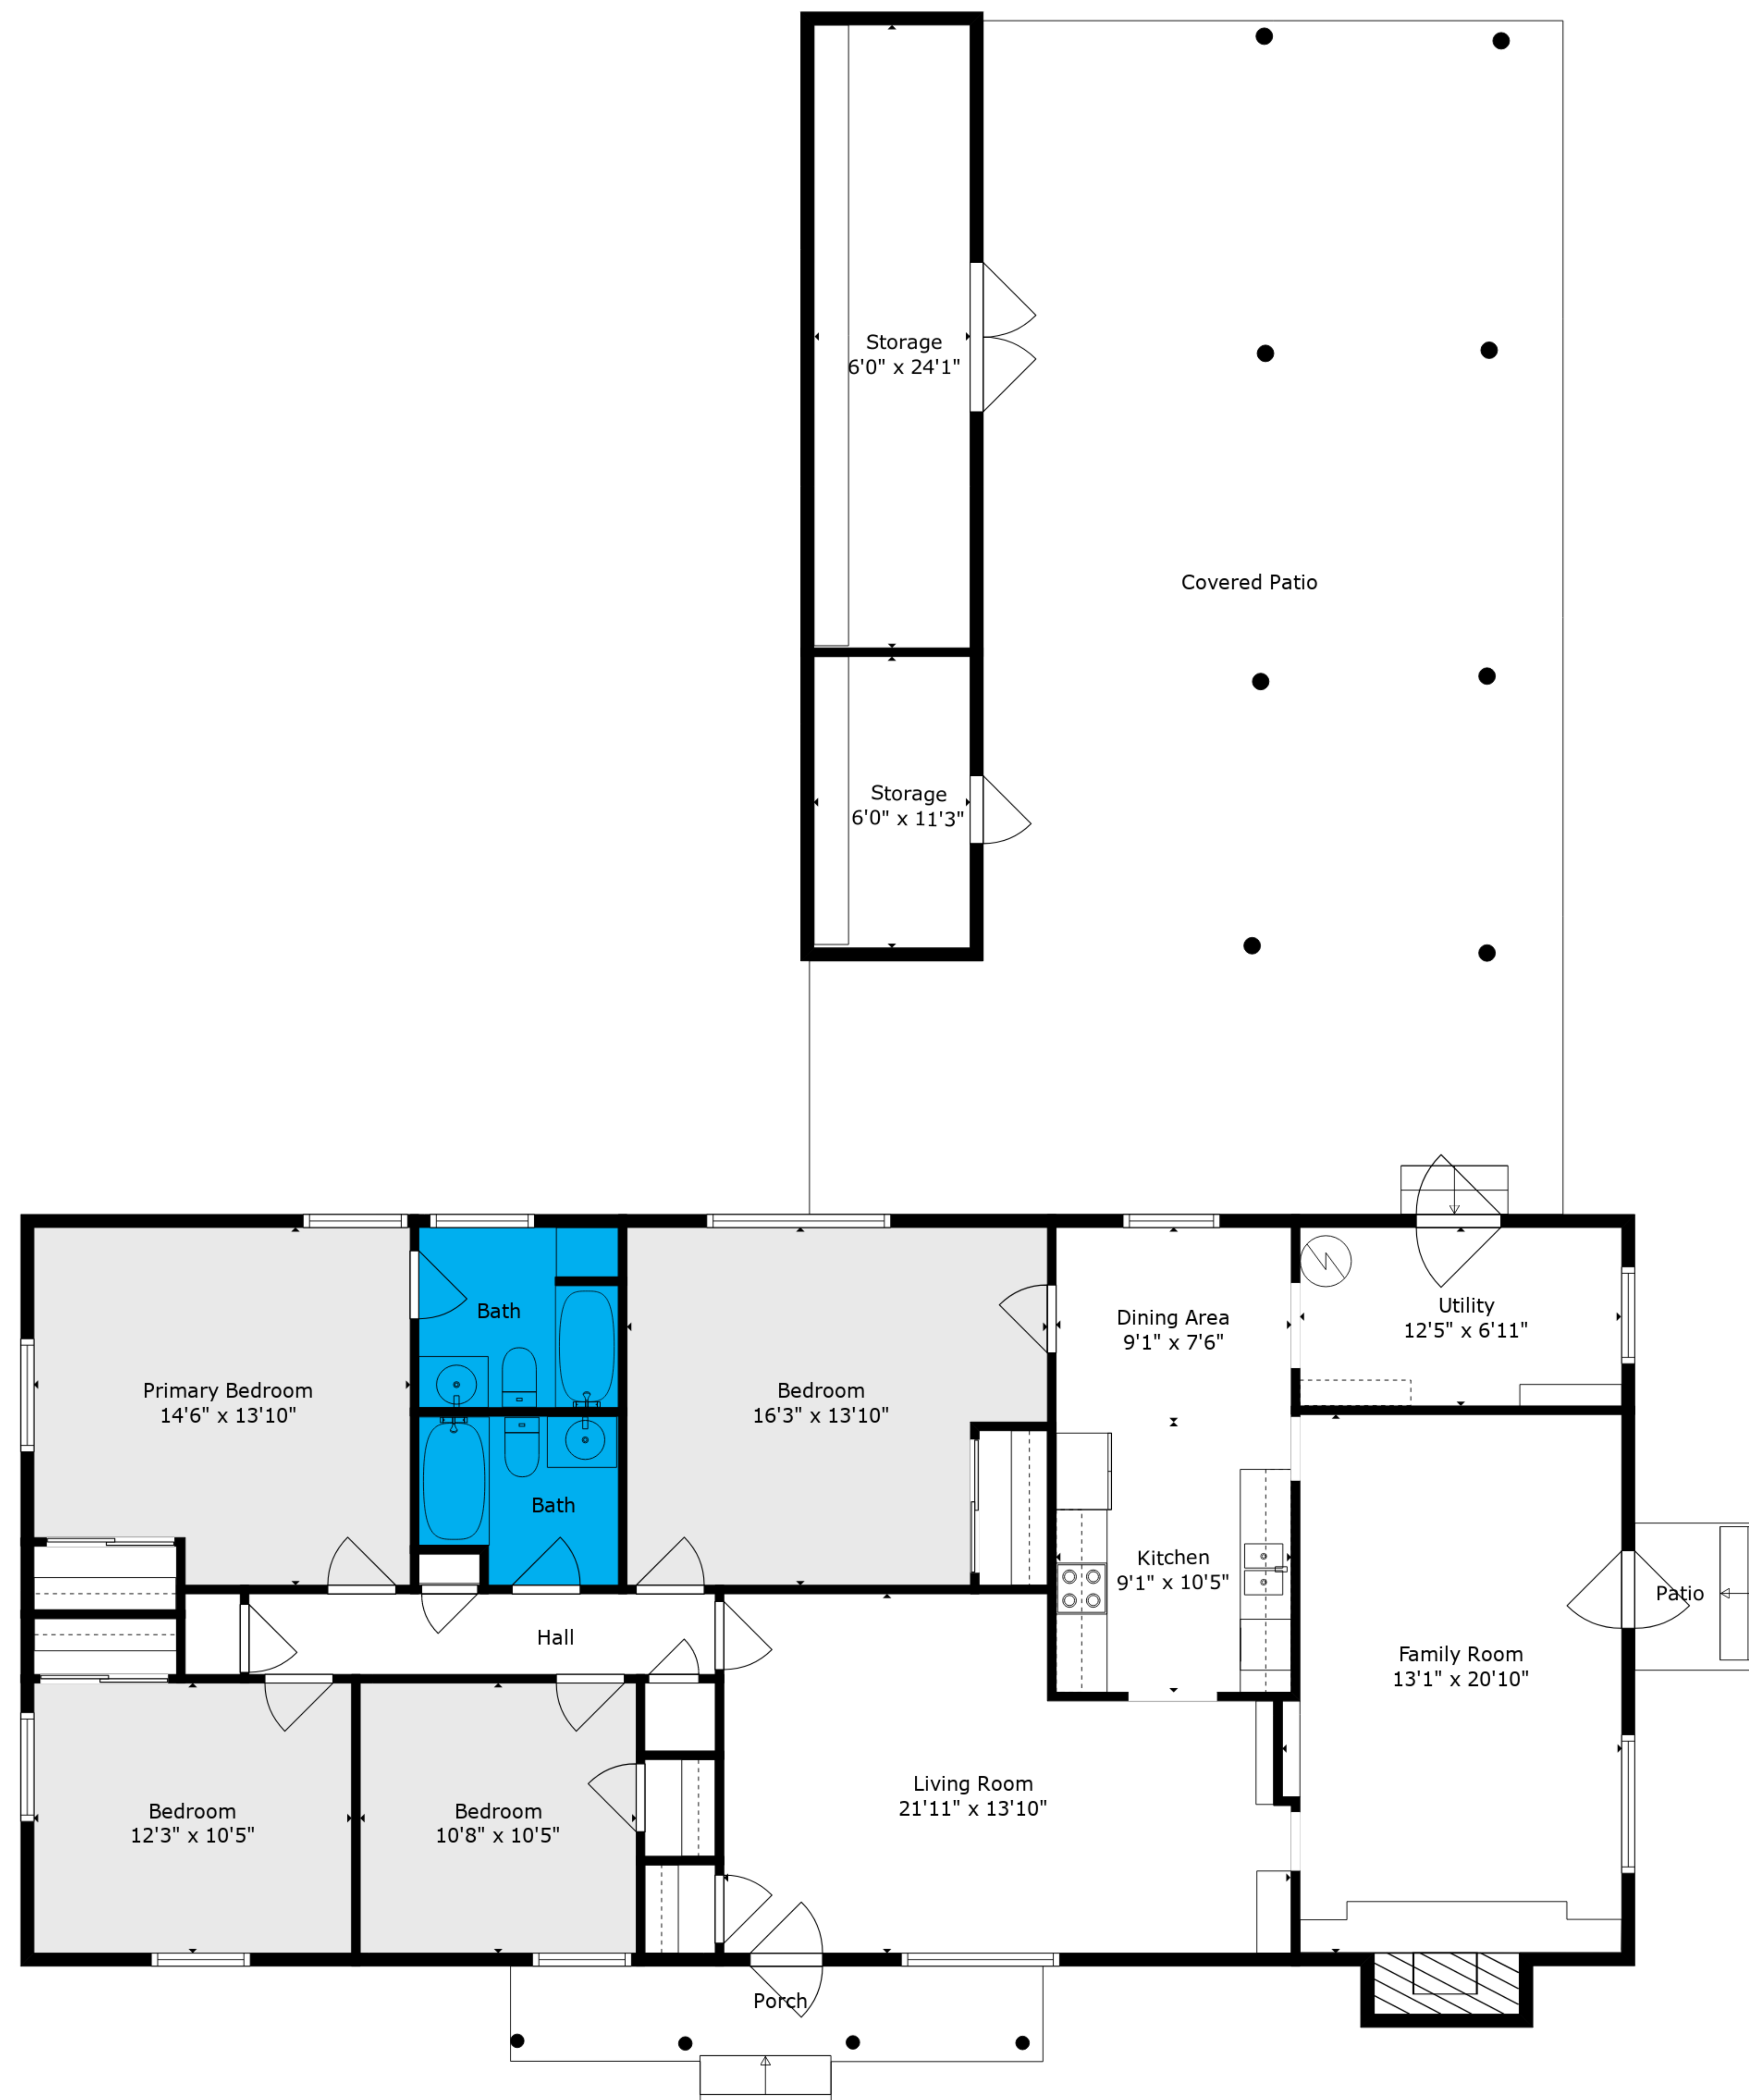 Storage
6'0" x 24'1"
Covered Patio
Storage
6'0" x 11'3"
Bath
Dining Area
9'1" x 7'6"
Utility
12'5" x 6'11"
Primary Bedroom
14'6" x 13'10"
Bedroom
16'3" x 13'10"
Bath
Kitchen
9'1" x 10'5"
Patio
Hall
Family Room
13'1" x 20'10"
Bedroom
12'3" x 10'5"
Bedroom
10'8" x 10'5"
Living Room
21'11" x 13'10"
Porch